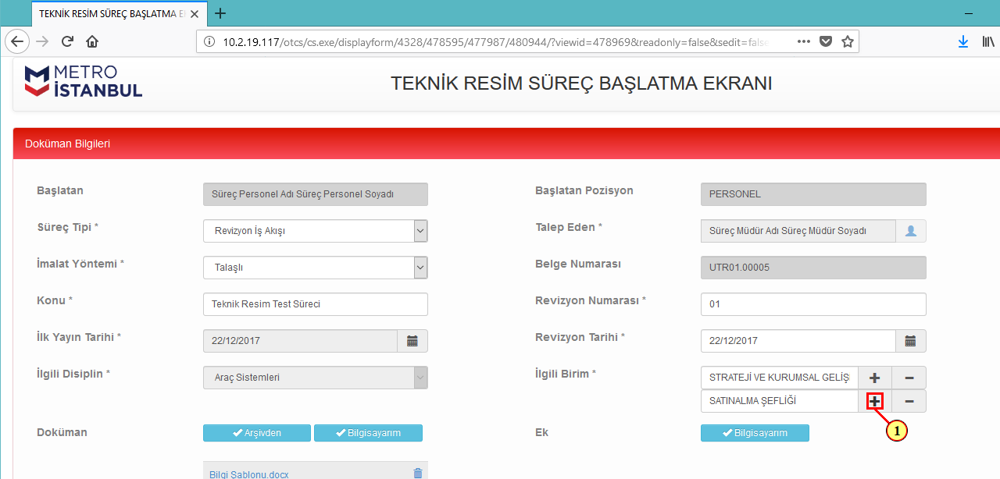 TEKNİK RESİM SÜREÇ BAŞLATMA E
10.2.19.117/otcs/cs.exe/displayform/4328/478595/477987/480944/?viewid=478969&readonly=false&sedit=false
METRO
İSTANBUL
TEKNİK RESİM SÜREÇ BAŞLATMA EKRANI
Doküman Bilgileri
Başlatan
Süreç Personel Adı Süreç Personel Soyadı
Başlatan Pozisyon
PERSONEL
Süreç Tipi *
Revizyon İş Akışı
Talep Eden *
Süreç Müdür Adı Süreç Müdür Soyadı
İmalat Yöntemi *
Talaşlı
Belge Numarası
UTR01.00005
Konu *
Teknik Resim Test Süreci
Revizyon Numarası *
01
İlk Yayın Tarihi *
22/12/2017
Revizyon Tarihi *
22/12/2017
İlgili Disiplin *
Araç Sistemleri
İlgili Birim *
STRATEJİ VE KURUMSAL GELİŞ
SATINALMA ŞEFLİĞİ
1
Doküman
Arşivden
Bilgisayarım
Ek
Bilgisayarım
Bilgi Sablonu.docx